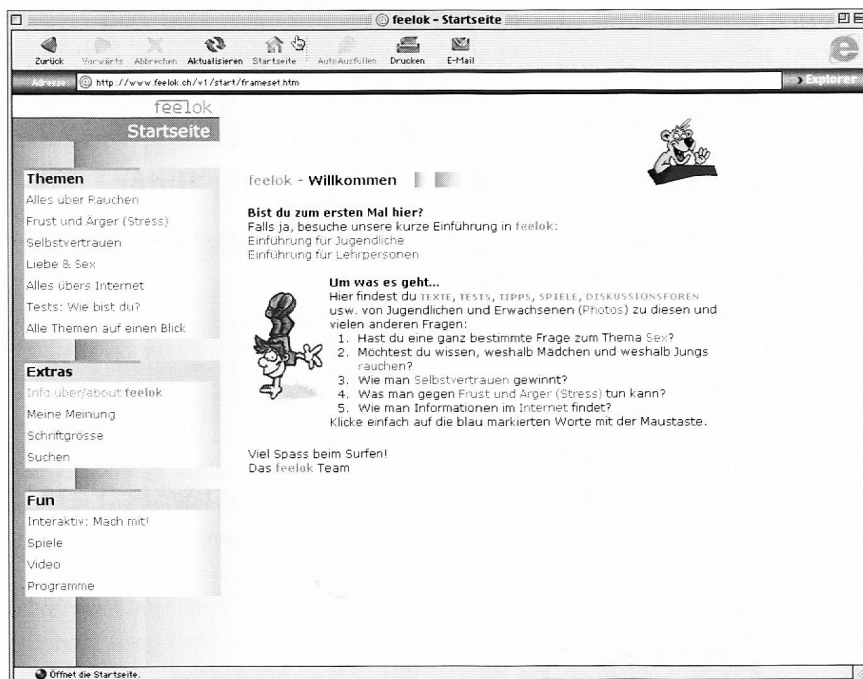 feelok - Startseite
Zurück Vorwärts Abbrechen Aktualisieren Startseite AutoAusfüllen Drucken E-Mail
Adresse: http://www.feelok.ch/v1/start/frameset.htm Explorer
feelok
Startseite
Themen
Alles über Rauchen
Frust und Ärger (Stress)
Selbstvertrauen
Liebe & Sex
Alles übers Internet
Tests: Wie bist du?
Alle Themen auf einen Blick
Extras
Info über/about feelok
Meine Meinung
Schriftgrösse
Suchen
Fun
Interaktiv: Mach mit!
Spiele
Video
Programme
feelok - Willkommen
Bist du zum ersten Mal hier?
Falls ja, besuche unsere kurze Einführung in feelok:
Einführung für Jugendliche
Einführung für Lehrpersonen
Um was es geht...
Hier findest du TEXTE, TESTS, TIPPS, SPIELE, DISKUSSIONSFOREN
usw. von Jugendlichen und Erwachsenen (Photos) zu diesen und
vielen anderen Fragen:
1. Hast du eine ganz bestimmte Frage zum Thema Sex?
2. Möchtest du wissen, weshalb Mädchen und weshalb Jungs
rauchen?
3. Wie man Selbstvertrauen gewinnt?
4. Was man gegen Frust und Ärger (Stress) tun kann?
5. Wie man Informationen im Internet findet?
Klicke einfach auf die blau markierten Worte mit der Maustaste.
Viel Spass beim Surfen!
Das feelok Team
Öffnet die Startseite.